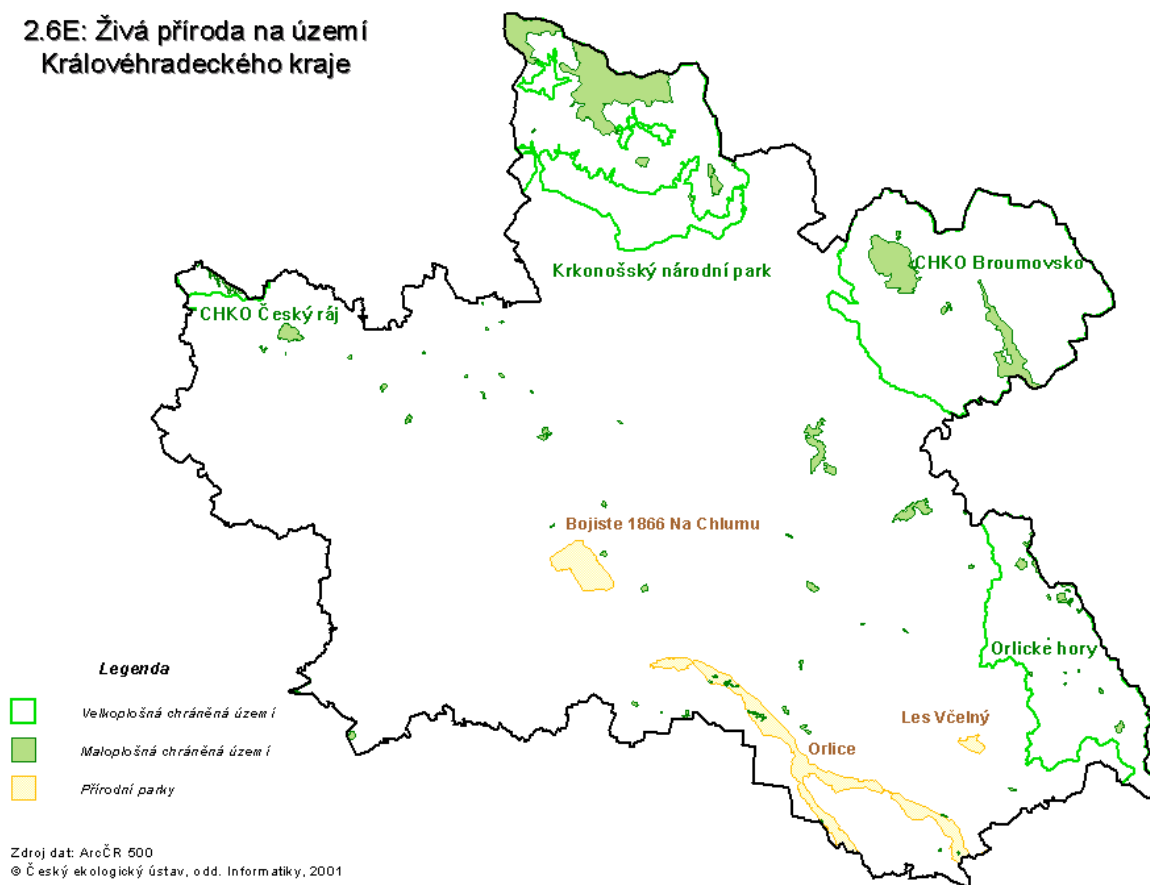 2.6E: Živá příroda na území
Královéhradeckého kraje
Krkonošský národní park
CHKO Broumovsko
CHKO Český ráj
Bojiste 1866 Na Chlumu
Orlické hory
Les Včelný
Orlice
Legenda
Velkoplošná chráněná území
Maloplošná chráněná území
Přírodní parky
Zdroj dat: ArcČR 500
© Český ekologický ústav, odd. Informatiky, 2001